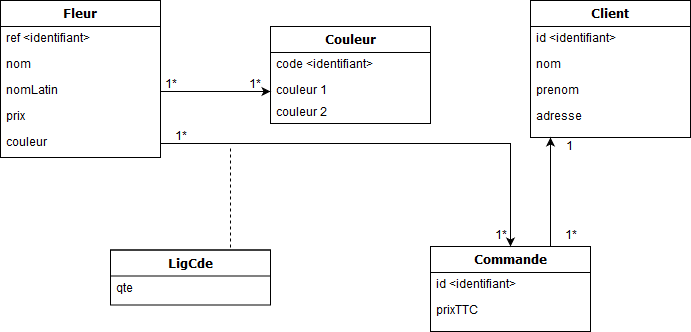 Fleur
ref <identifiant>
nom
nomLatin
prix
couleur
Couleur
code <identifiant>
couleur 1
couleur 2
Client
id <identifiant>
nom
prenom
adresse
1*
1*
1*
1
1*
1*
LigCde
qte
Commande
id <identifiant>
prixTTC